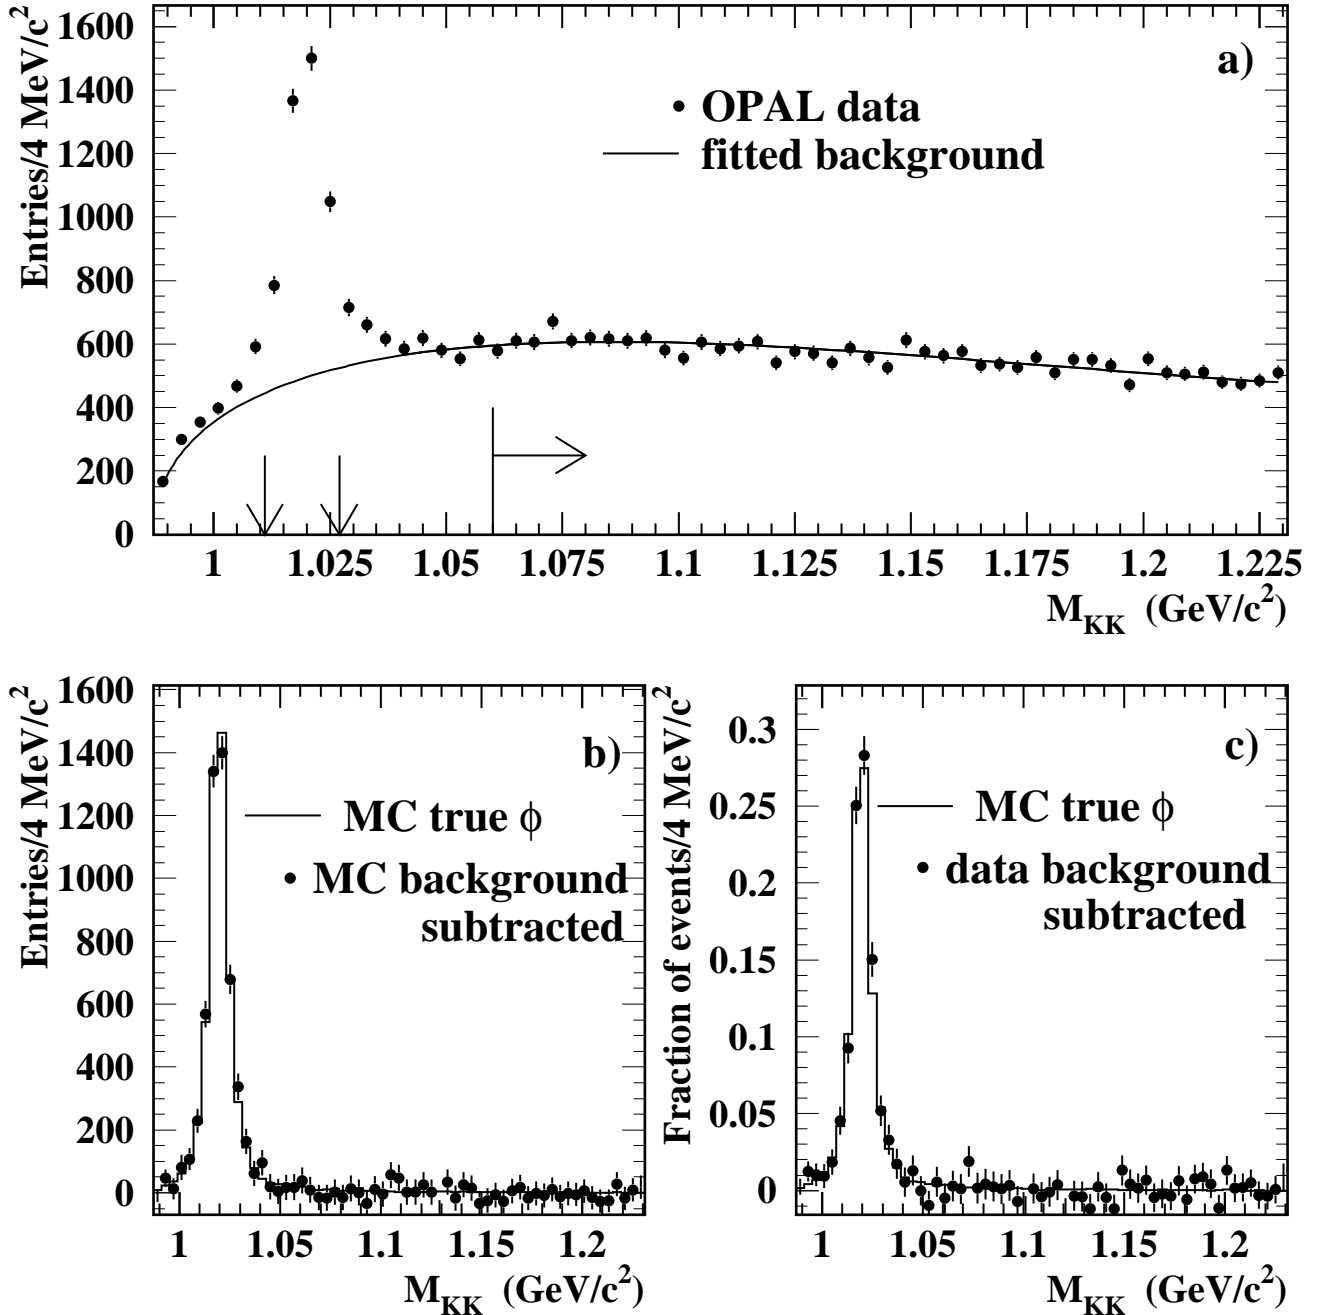 a)
Entries/4 MeV/c²
1600
1400
1200
1000
800
600
400
200
0
OPAL data
fitted background
1 1.025 1.05 1.075 1.1 1.125 1.15 1.175 1.2 1.225
M_KK (GeV/c²)
b)
Entries/4 MeV/c²
1600
1400
1200
1000
800
600
400
200
0
MC true ϕ
MC background
subtracted
1 1.05 1.1 1.15 1.2
M_KK (GeV/c²)
c)
Fraction of events/4 MeV/c²
0.3
0.25
0.2
0.15
0.1
0.05
0
MC true ϕ
data background
subtracted
1 1.05 1.1 1.15 1.2
M_KK (GeV/c²)